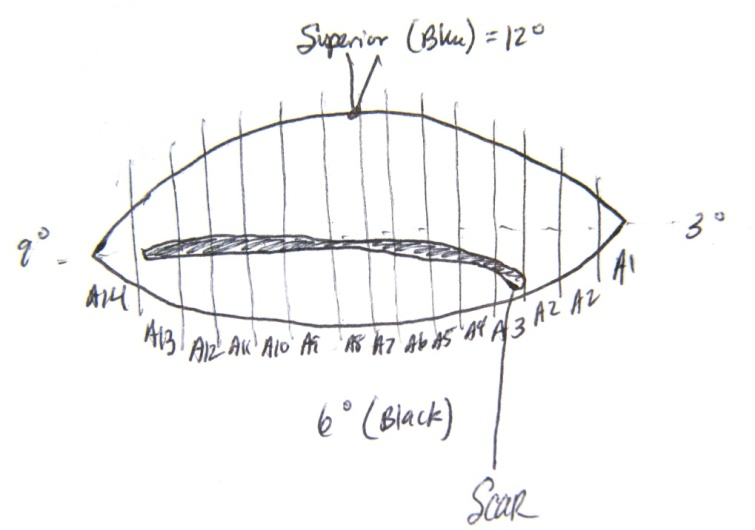 Superior (Blue) = 12°
9°
3°
A14 A13 A12 A11 A10 A9 A8 A7 A6 A5 A4 A3 A2 A2 A1
6° (Black)
Scar